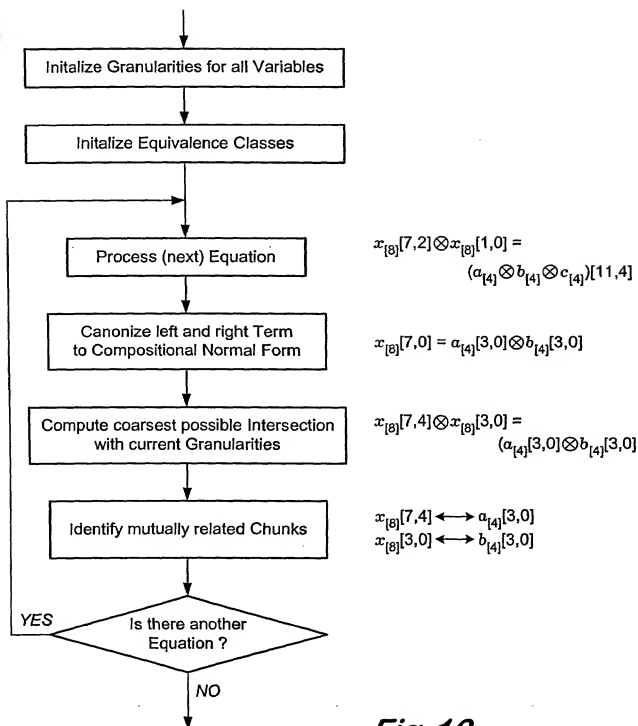 Initalize Granularities for all Variables
Initalize Equivalence Classes
Process (next) Equation
x[8][7,2]⊗x[8][1,0] =
(a[4]⊗b[4]⊗c[4])[11,4]
Canonize left and right Term
to Compositional Normal Form
x[8][7,0] = a[4][3,0]⊗b[4][3,0]
Compute coarsest possible Intersection
with current Granularities
x[8][7,4]⊗x[8][3,0] =
(a[4][3,0]⊗b[4][3,0]
Identify mutually related Chunks
x[8][7,4]⟷a[4][3,0]
x[8][3,0]⟷b[4][3,0]
YES
Is there another
Equation ?
NO